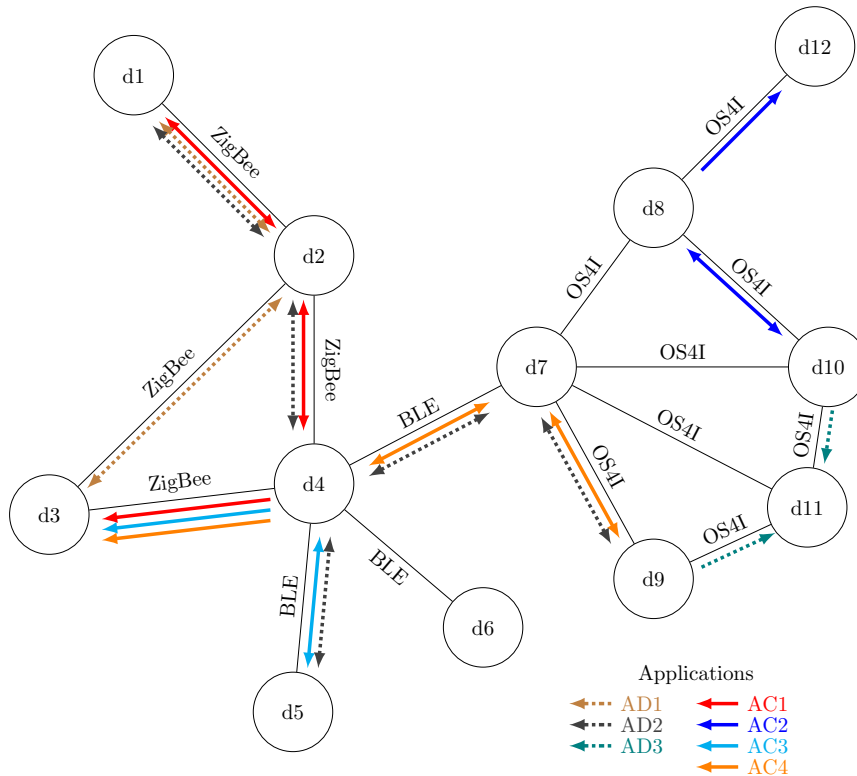 d12
d1
OS4I
ZigBee
d8
d2
OS4I
OS4I
ZigBee
ZigBee
OS4I
d7
d10
BLE
OS4I
OS4I
ZigBee
d4
OS4I
d3
d11
OS4I
BLE
BLE
d9
d6
d5
Applications
AD1 AC1
AD2 AC2
AD3 AC3
AC4